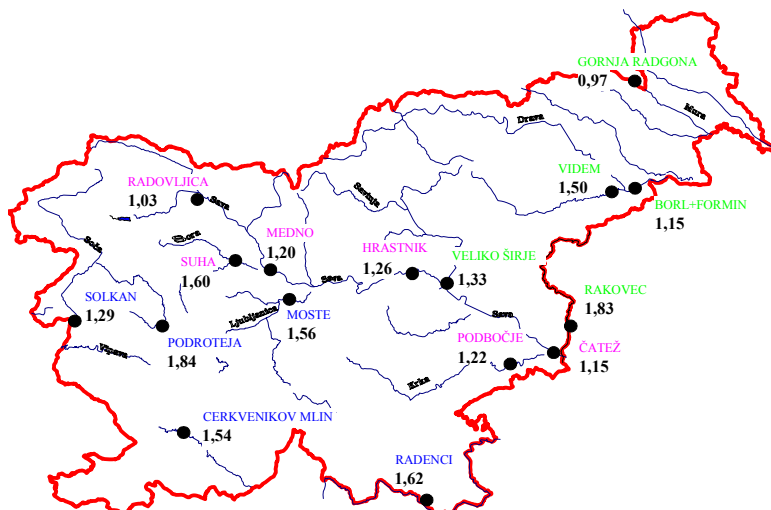 GORNJA RADGONA
0,97
Mura
Drava
VIDEM
1,50
BORL+FORMIN
1,15
RADOVLJICA
1,03
Sava
Savinja
Sora
MEDNO
1,20
Soča
SUHA
1,60
HRASTNIK
1,26
VELIKO ŠIRJE
1,33
Sava
SOLKAN
1,29
Ljubljanica
MOSTE
1,56
RAKOVEC
1,83
Sava
PODROTEJA
1,84
Vipava
PODBOČJE
1,22
ČATEŽ
1,15
Krka
CERKVENIKOV MLIN
1,54
RADENCI
1,62